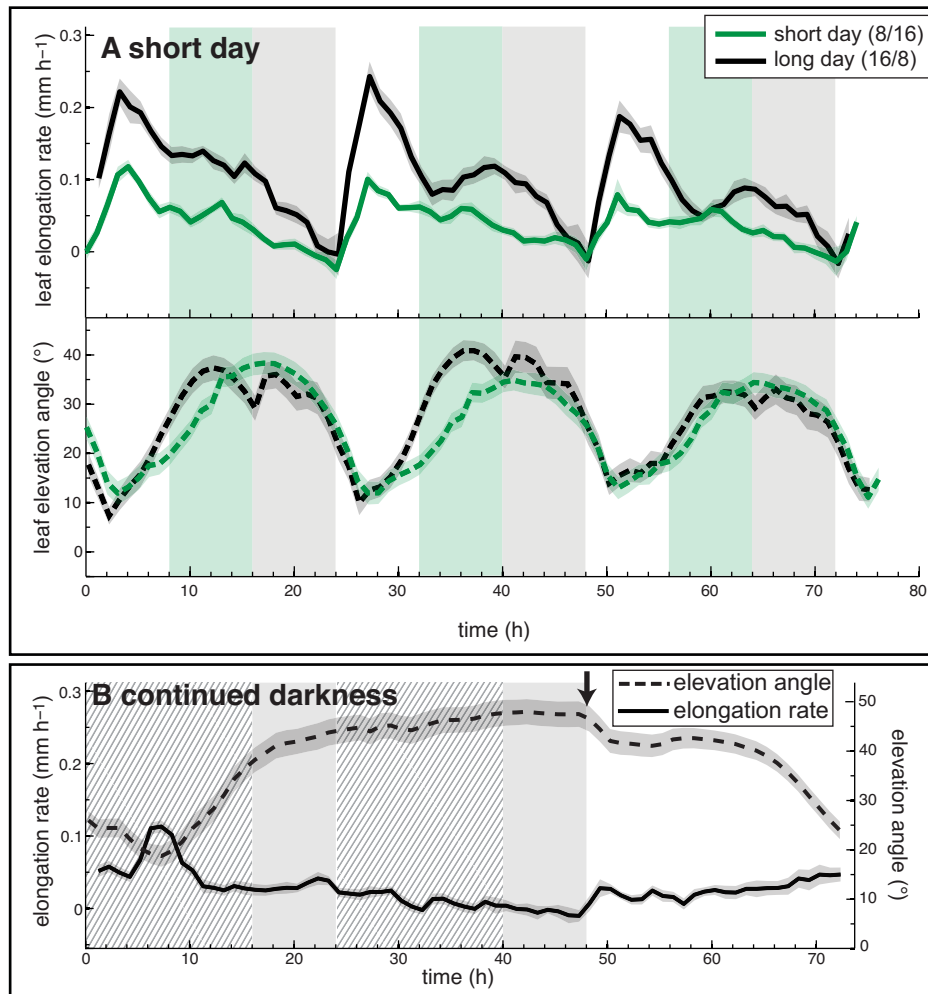 A short day
short day (8/16)
long day (16/8)
leaf elongation rate (mm h−1)
0.3
0.2
0.1
0
leaf elevation angle (°)
40
30
20
10
0
0 10 20 30 40 50 60 70 80
time (h)
B continued darkness
elevation angle
elongation rate
elongation rate (mm h−1)
0.3
0.2
0.1
0
50
40
30
20
10
0
elevation angle (°)
0 10 20 30 40 50 60 70
time (h)